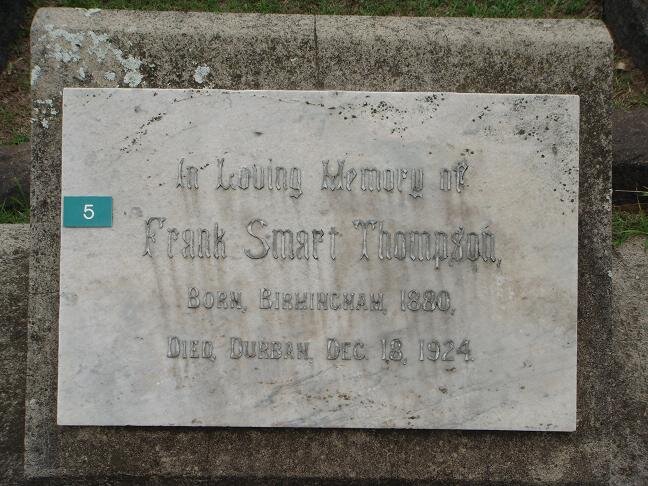 In Loving Memory of
5
Frank Smart Thompson,
BORN, BIRMINGHAM, 1880,
DIED, DURBAN, DEC. 18, 1924.